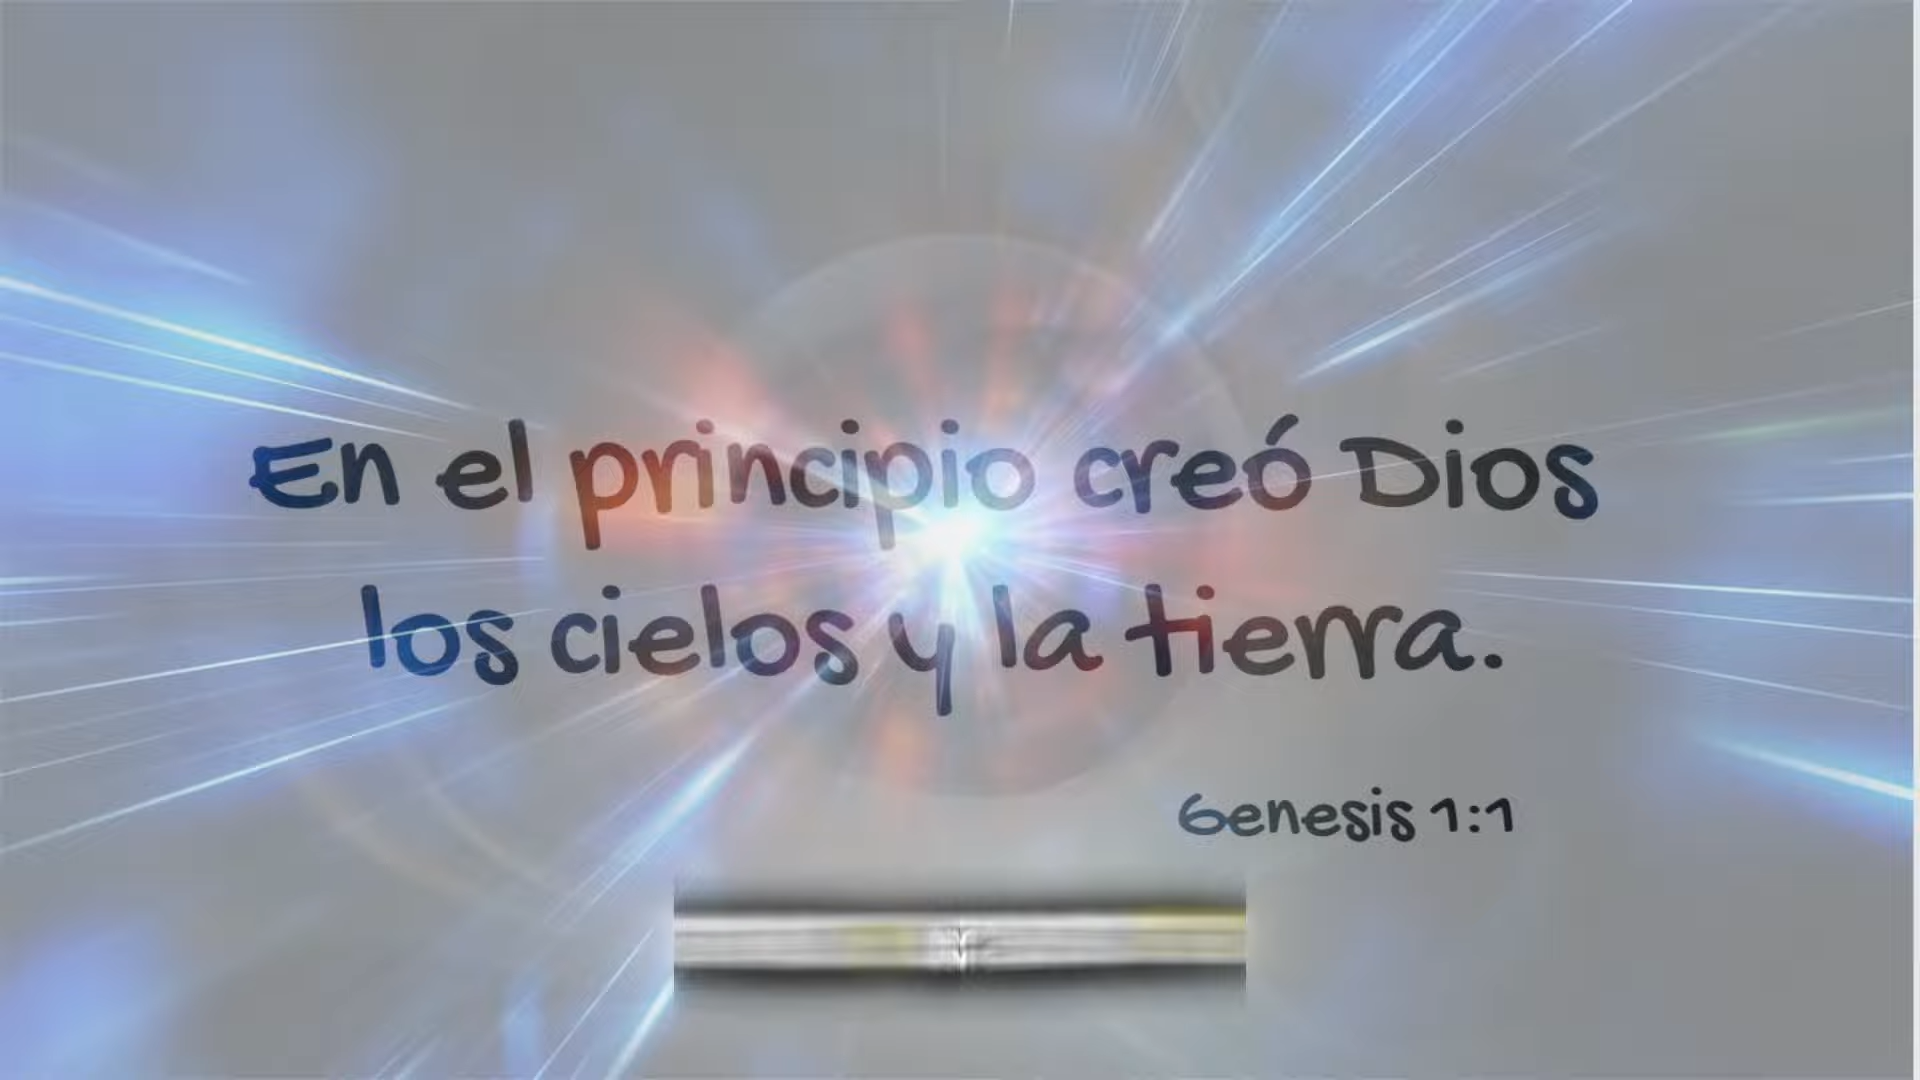 En el principio creó Dios
los cielos y la tierra.
Genesis 1:1